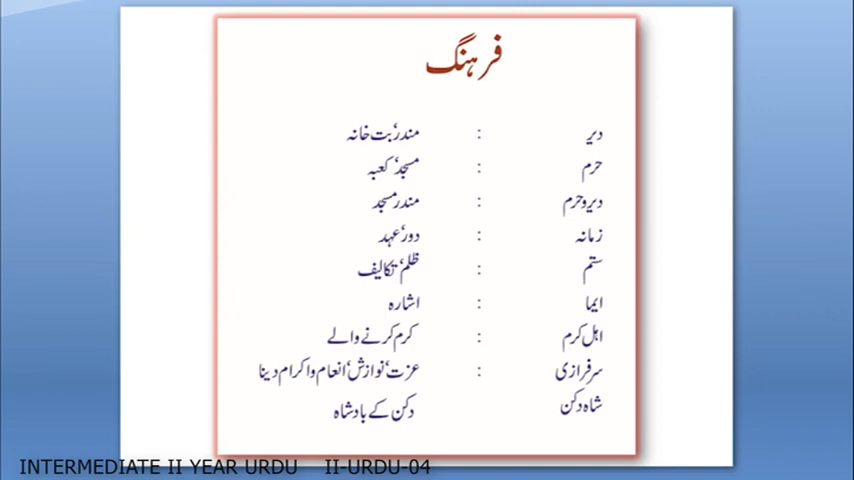 فرہنگ
دیر : مندر، بت خانہ
حرم : مسجد، کعبہ
دیر وحرم : مندر مسجد
زمانہ : دور، عہد
ستم : ظلم، تکالیف
ایما : اشارہ
اہل کرم : کرم کرنے والے
سرفرازی : عزت، نوازش، انعام واکرام دینا
شاہ دکن دکن کے بادشاہ
INTERMEDIATE II YEAR URDU II-URDU-04